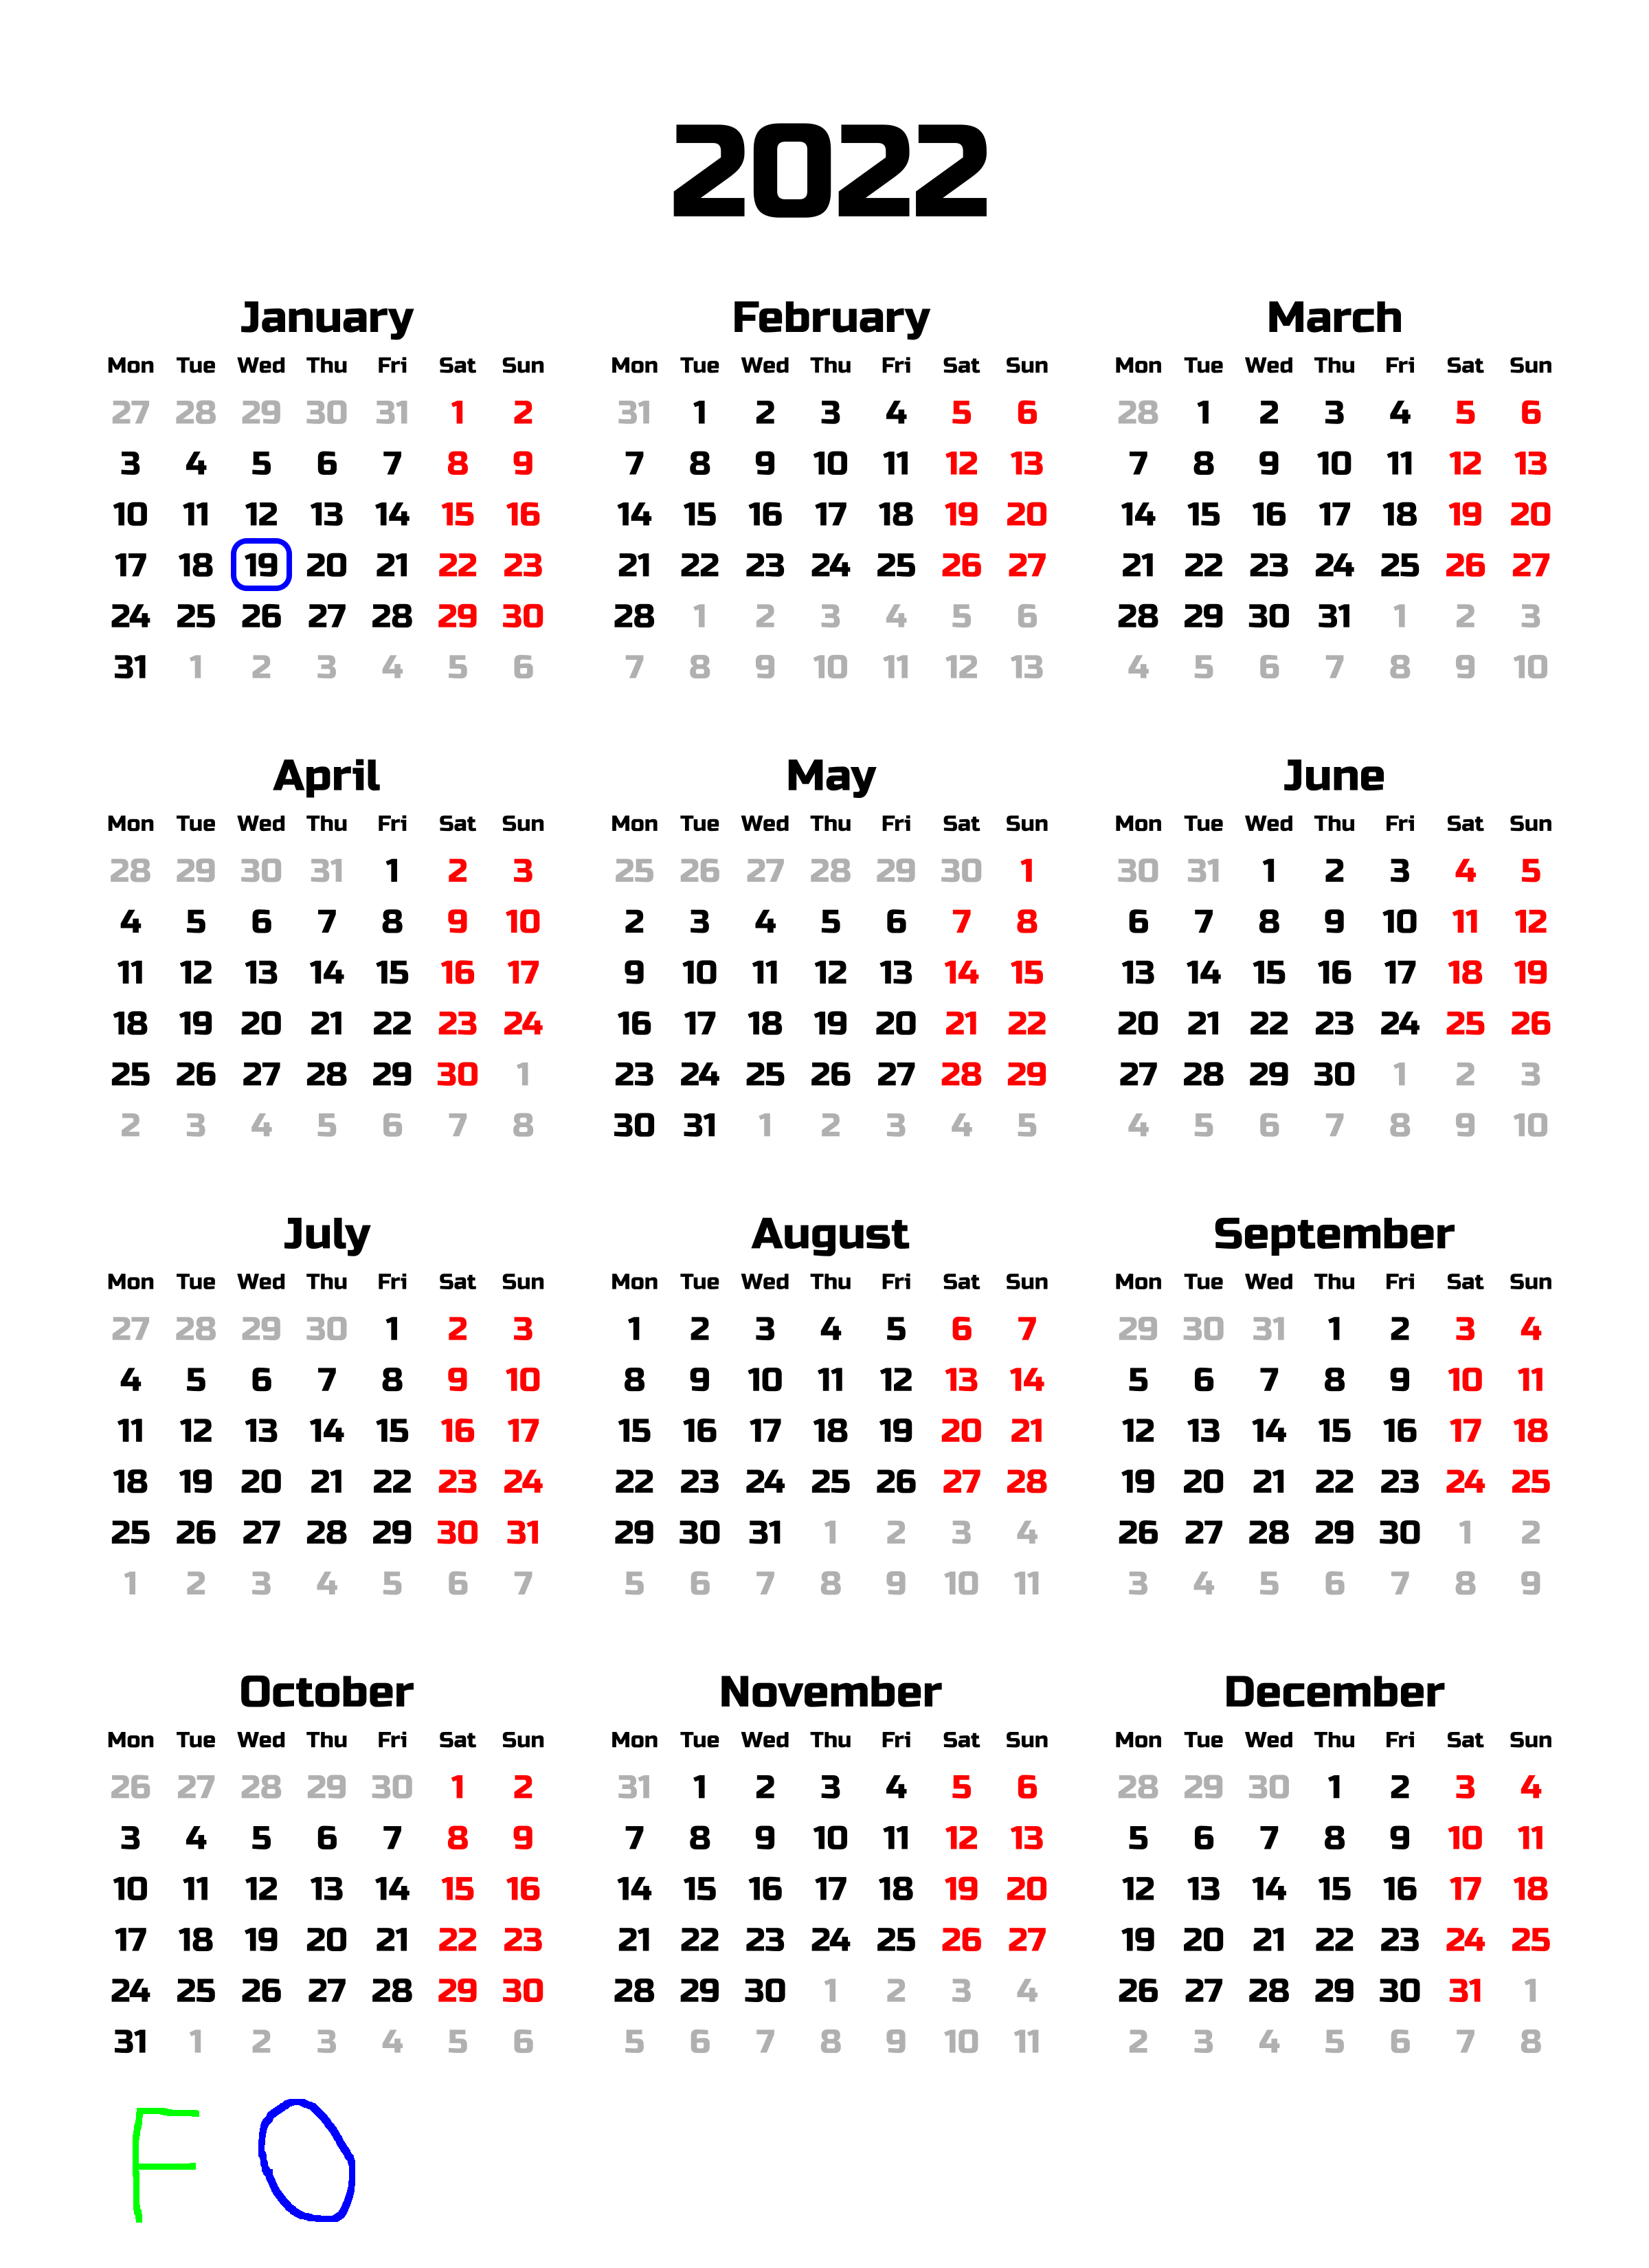 2022
January February March
Mon Tue Wed Thu Fri Sat Sun Mon Tue Wed Thu Fri Sat Sun Mon Tue Wed Thu Fri Sat Sun
27 28 29 30 31 1 2 31 1 2 3 4 5 6 28 1 2 3 4 5 6
3 4 5 6 7 8 9 7 8 9 10 11 12 13 7 8 9 10 11 12 13
10 11 12 13 14 15 16 14 15 16 17 18 19 20 14 15 16 17 18 19 20
17 18 19 20 21 22 23 21 22 23 24 25 26 27 21 22 23 24 25 26 27
24 25 26 27 28 29 30 28 1 2 3 4 5 6 28 29 30 31 1 2 3
31 1 2 3 4 5 6 7 8 9 10 11 12 13 4 5 6 7 8 9 10
April May June
Mon Tue Wed Thu Fri Sat Sun Mon Tue Wed Thu Fri Sat Sun Mon Tue Wed Thu Fri Sat Sun
28 29 30 31 1 2 3 25 26 27 28 29 30 1 30 31 1 2 3 4 5
4 5 6 7 8 9 10 2 3 4 5 6 7 8 6 7 8 9 10 11 12
11 12 13 14 15 16 17 9 10 11 12 13 14 15 13 14 15 16 17 18 19
18 19 20 21 22 23 24 16 17 18 19 20 21 22 20 21 22 23 24 25 26
25 26 27 28 29 30 1 23 24 25 26 27 28 29 27 28 29 30 1 2 3
2 3 4 5 6 7 8 30 31 1 2 3 4 5 4 5 6 7 8 9 10
July August September
Mon Tue Wed Thu Fri Sat Sun Mon Tue Wed Thu Fri Sat Sun Mon Tue Wed Thu Fri Sat Sun
27 28 29 30 1 2 3 1 2 3 4 5 6 7 29 30 31 1 2 3 4
4 5 6 7 8 9 10 8 9 10 11 12 13 14 5 6 7 8 9 10 11
11 12 13 14 15 16 17 15 16 17 18 19 20 21 12 13 14 15 16 17 18
18 19 20 21 22 23 24 22 23 24 25 26 27 28 19 20 21 22 23 24 25
25 26 27 28 29 30 31 29 30 31 1 2 3 4 26 27 28 29 30 1 2
1 2 3 4 5 6 7 5 6 7 8 9 10 11 3 4 5 6 7 8 9
October November December
Mon Tue Wed Thu Fri Sat Sun Mon Tue Wed Thu Fri Sat Sun Mon Tue Wed Thu Fri Sat Sun
26 27 28 29 30 1 2 31 1 2 3 4 5 6 28 29 30 1 2 3 4
3 4 5 6 7 8 9 7 8 9 10 11 12 13 5 6 7 8 9 10 11
10 11 12 13 14 15 16 14 15 16 17 18 19 20 12 13 14 15 16 17 18
17 18 19 20 21 22 23 21 22 23 24 25 26 27 19 20 21 22 23 24 25
24 25 26 27 28 29 30 28 29 30 1 2 3 4 26 27 28 29 30 31 1
31 1 2 3 4 5 6 5 6 7 8 9 10 11 2 3 4 5 6 7 8
F O